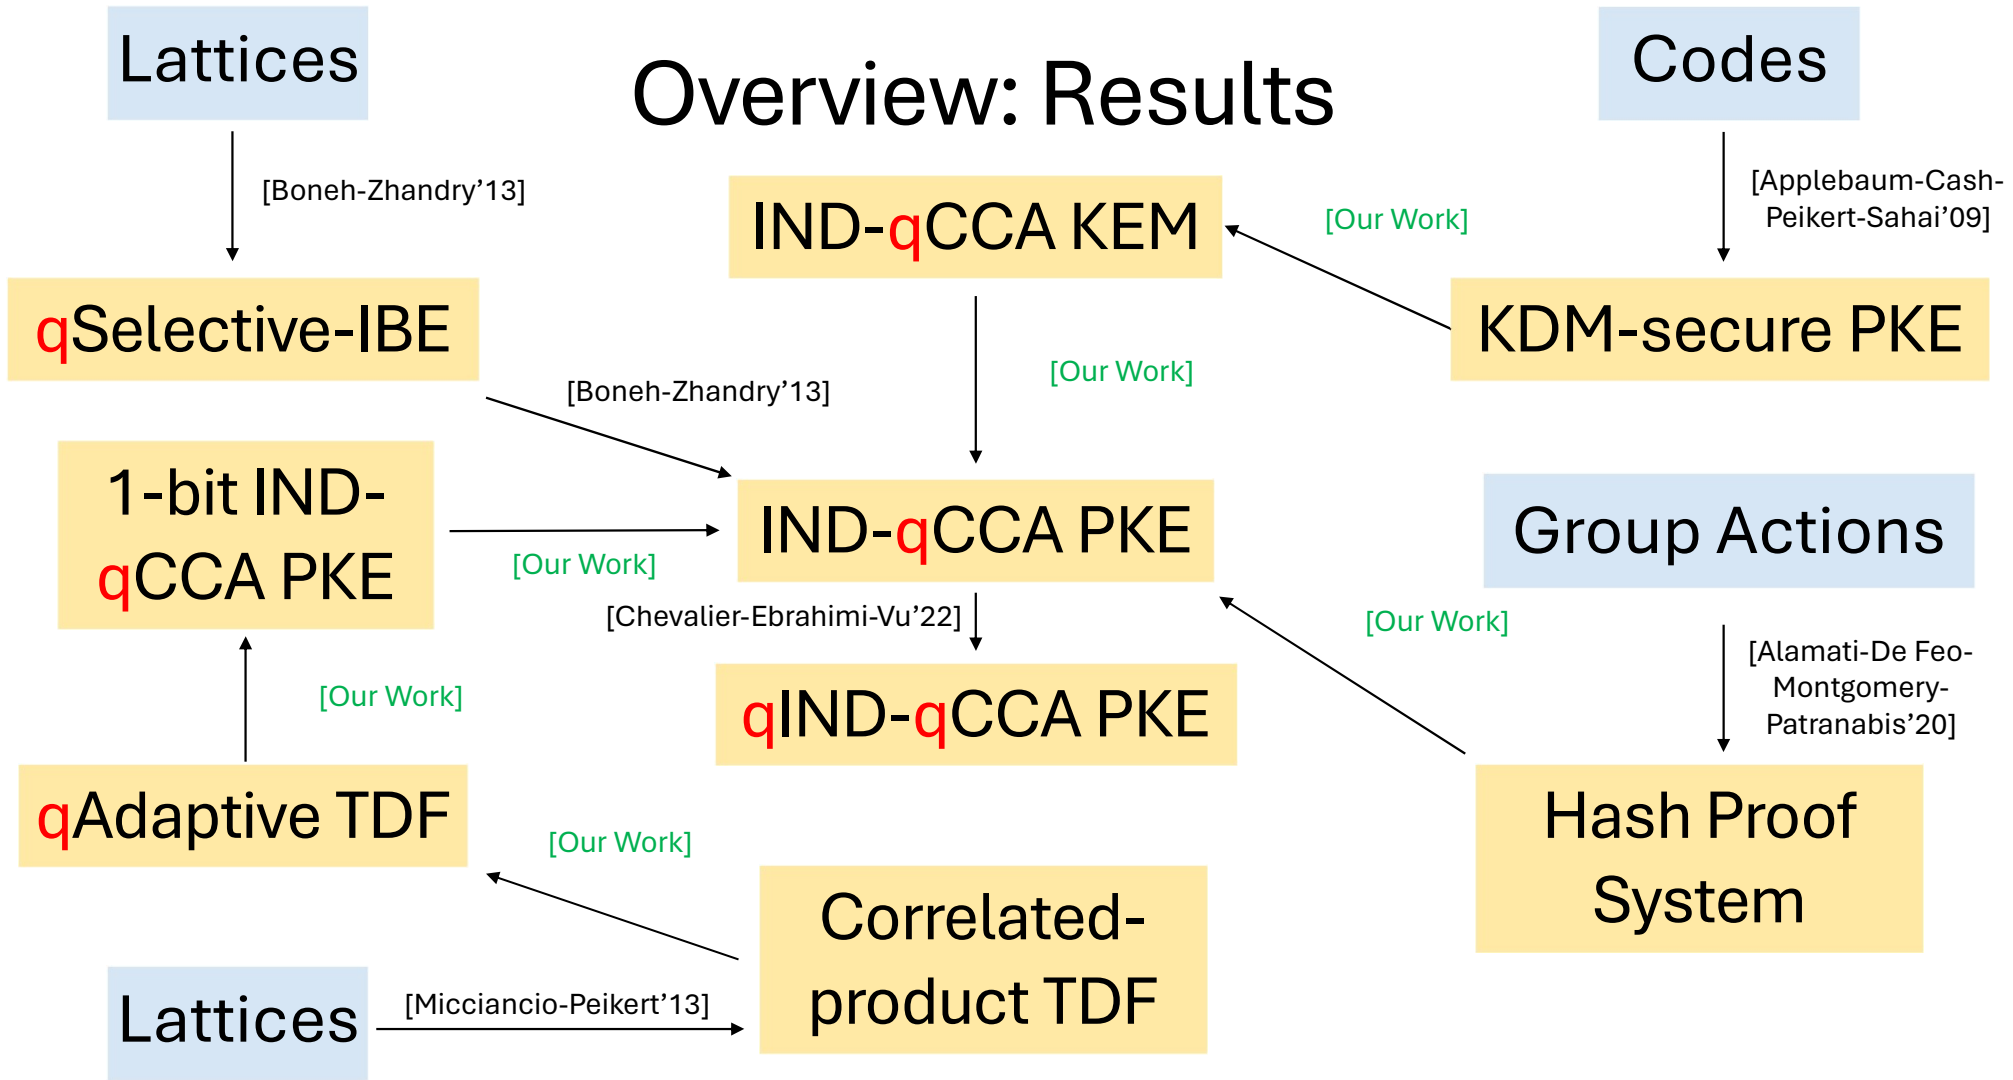 Lattices
Overview: Results
Codes
[Boneh-Zhandry’13]
[Applebaum-Cash-
Peikert-Sahai’09]
IND-qCCA KEM
[Our Work]
qSelective-IBE
KDM-secure PKE
[Our Work]
[Boneh-Zhandry’13]
1-bit IND-
qCCA PKE
IND-qCCA PKE
Group Actions
[Our Work]
[Chevalier-Ebrahimi-Vu’22]
[Our Work]
[Alamati-De Feo-
Montgomery-
Patranabis’20]
[Our Work]
qIND-qCCA PKE
qAdaptive TDF
[Our Work]
Hash Proof
System
Correlated-
product TDF
Lattices
[Micciancio-Peikert’13]